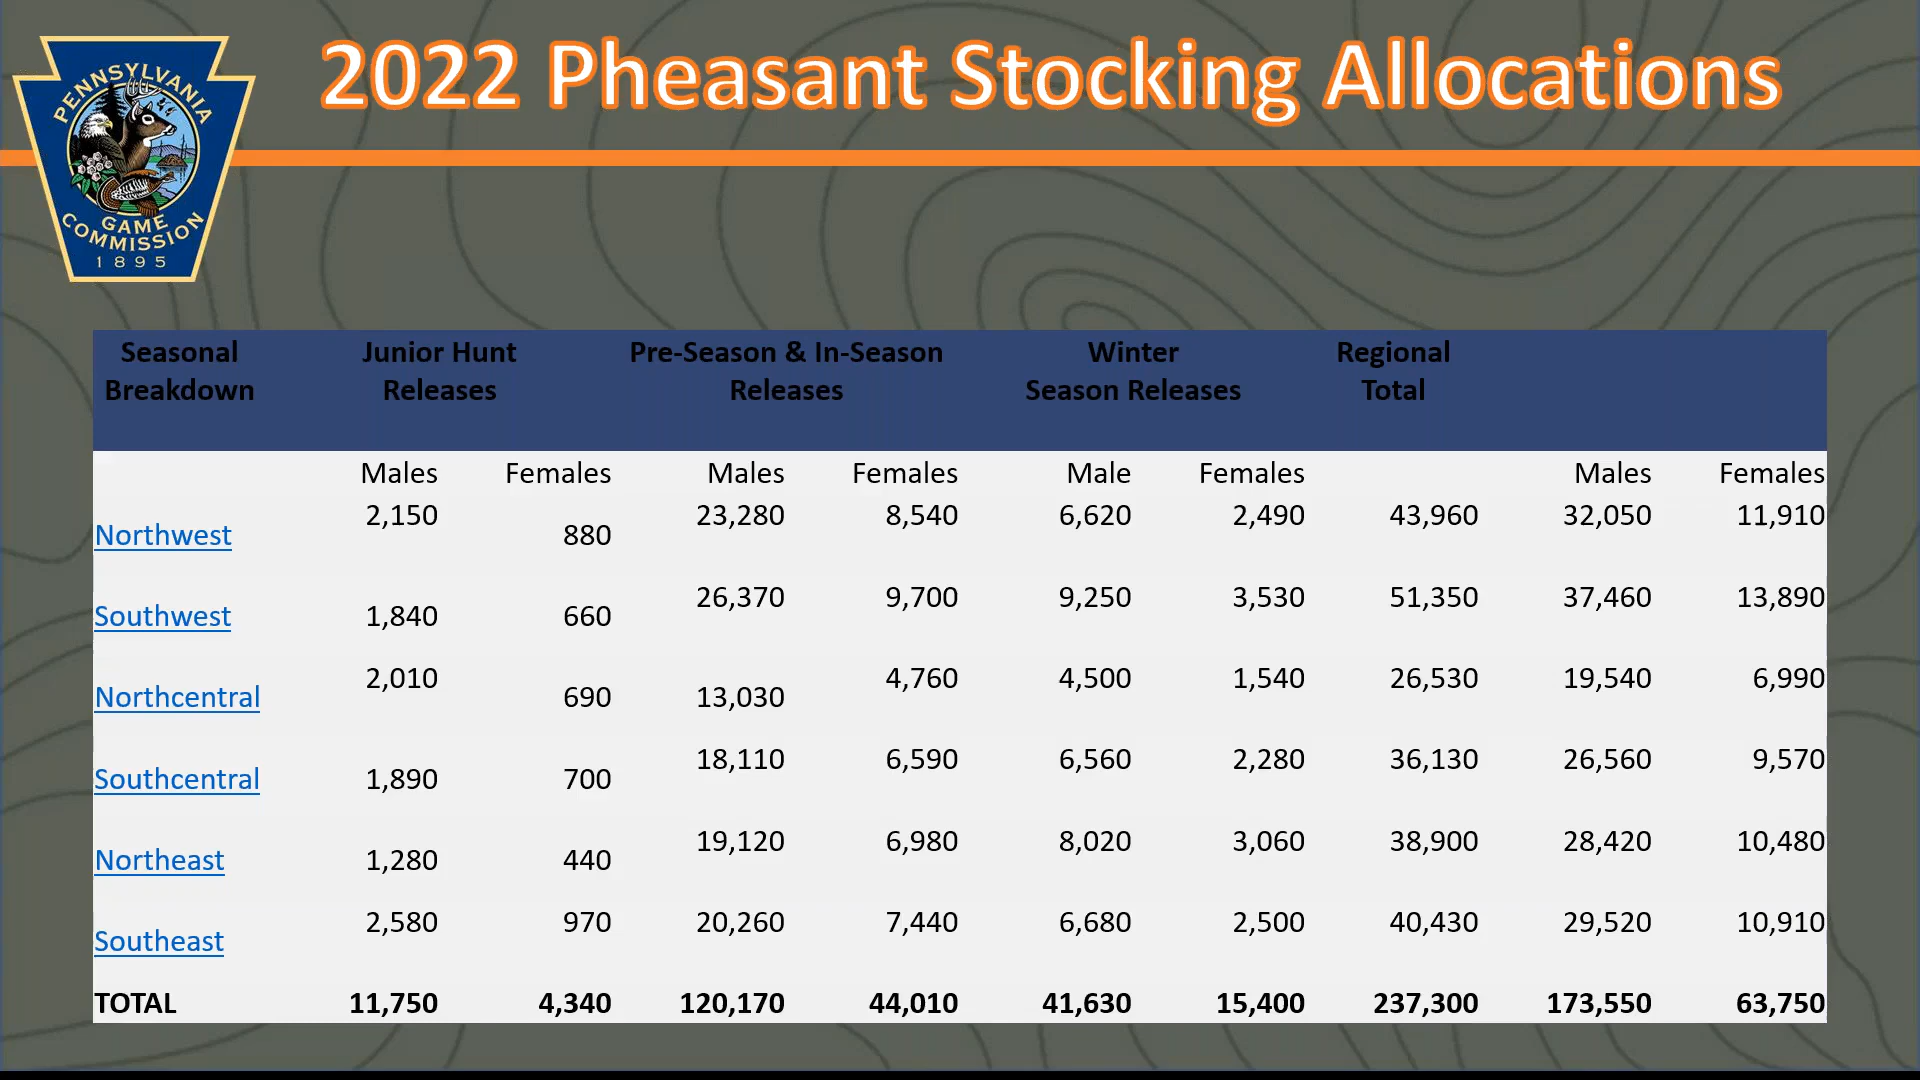 2022 Pheasant Stocking Allocations
PENNSYLVANIA
GAME
COMMISSION
1895
Seasonal Breakdown Junior Hunt Releases Pre-Season & In-Season Releases Winter Season Releases Regional Total
Males Females Males Females Male Females Males Females
Northwest 2,150 880 23,280 8,540 6,620 2,490 43,960 32,050 11,910
Southwest 1,840 660 26,370 9,700 9,250 3,530 51,350 37,460 13,890
Northcentral 2,010 690 13,030 4,760 4,500 1,540 26,530 19,540 6,990
Southcentral 1,890 700 18,110 6,590 6,560 2,280 36,130 26,560 9,570
Northeast 1,280 440 19,120 6,980 8,020 3,060 38,900 28,420 10,480
Southeast 2,580 970 20,260 7,440 6,680 2,500 40,430 29,520 10,910
TOTAL 11,750 4,340 120,170 44,010 41,630 15,400 237,300 173,550 63,750